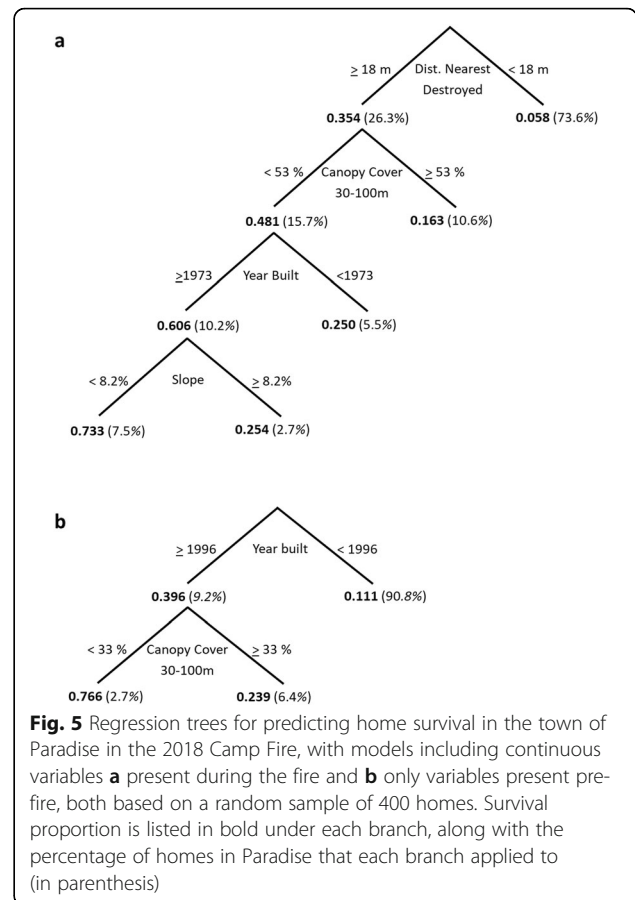 a
≥ 18 m Dist. Nearest < 18 m
Destroyed
0.354 (26.3%) 0.058 (73.6%)
< 53 % Canopy Cover ≥ 53 %
30-100m
0.481 (15.7%) 0.163 (10.6%)
≥1973 Year Built <1973
0.606 (10.2%) 0.250 (5.5%)
< 8.2% Slope ≥ 8.2%
0.733 (7.5%) 0.254 (2.7%)
b
≥ 1996 Year built < 1996
0.396 (9.2%) 0.111 (90.8%)
< 33 % Canopy Cover ≥ 33 %
30-100m
0.766 (2.7%) 0.239 (6.4%)
Fig. 5 Regression trees for predicting home survival in the town of
Paradise in the 2018 Camp Fire, with models including continuous
variables a present during the fire and b only variables present pre-
fire, both based on a random sample of 400 homes. Survival
proportion is listed in bold under each branch, along with the
percentage of homes in Paradise that each branch applied to
(in parenthesis)